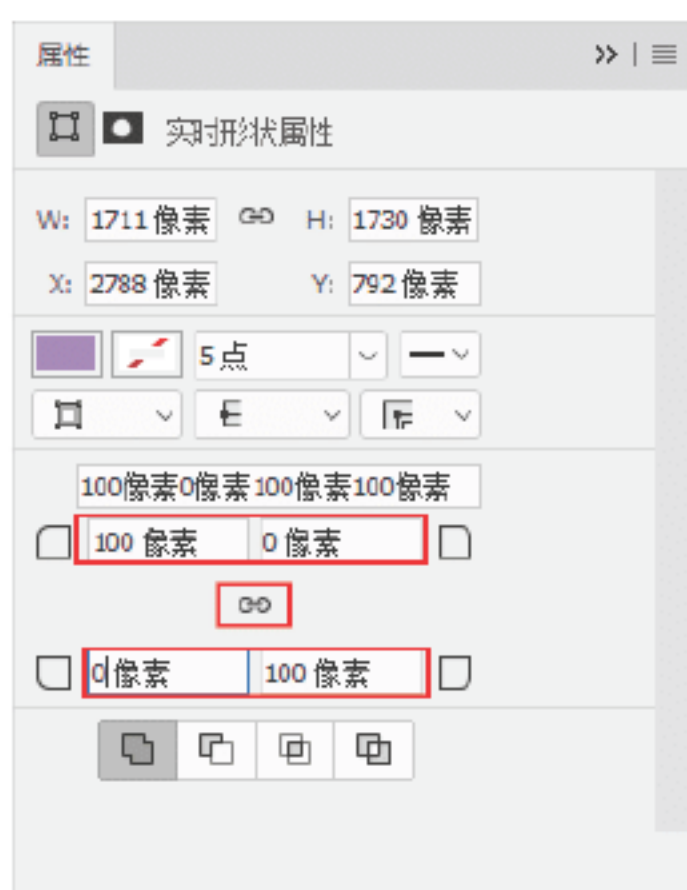 属性
实时形状属性
W: 1711 像素 H: 1730 像素
X: 2788 像素 Y: 792 像素
5 点
100像素0像素100像素100像素
100 像素 0 像素
0像素 100 像素